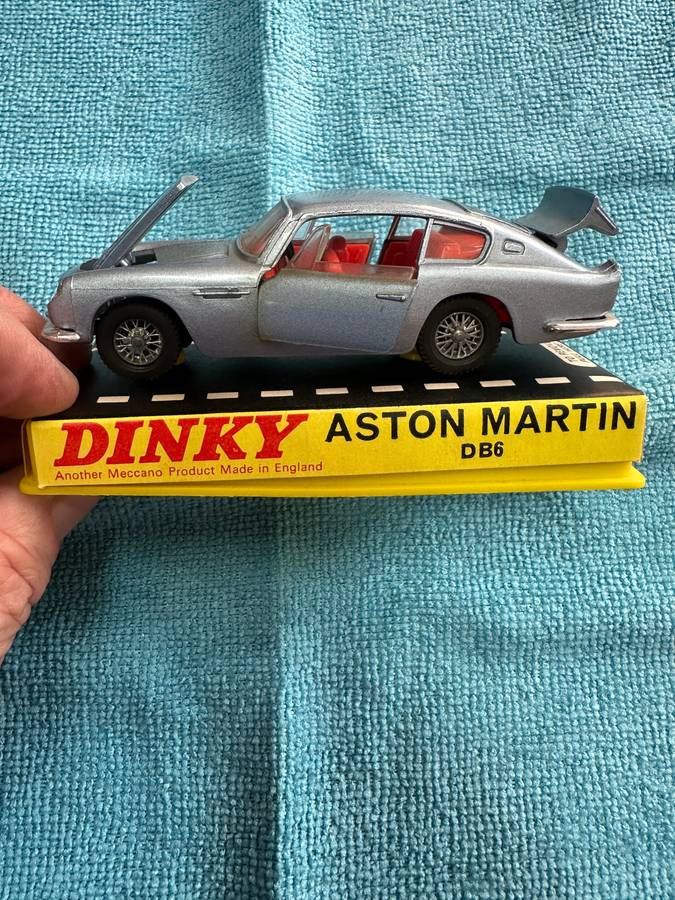 DINKY
Another Meccano Product Made in England
ASTON MARTIN
DB6